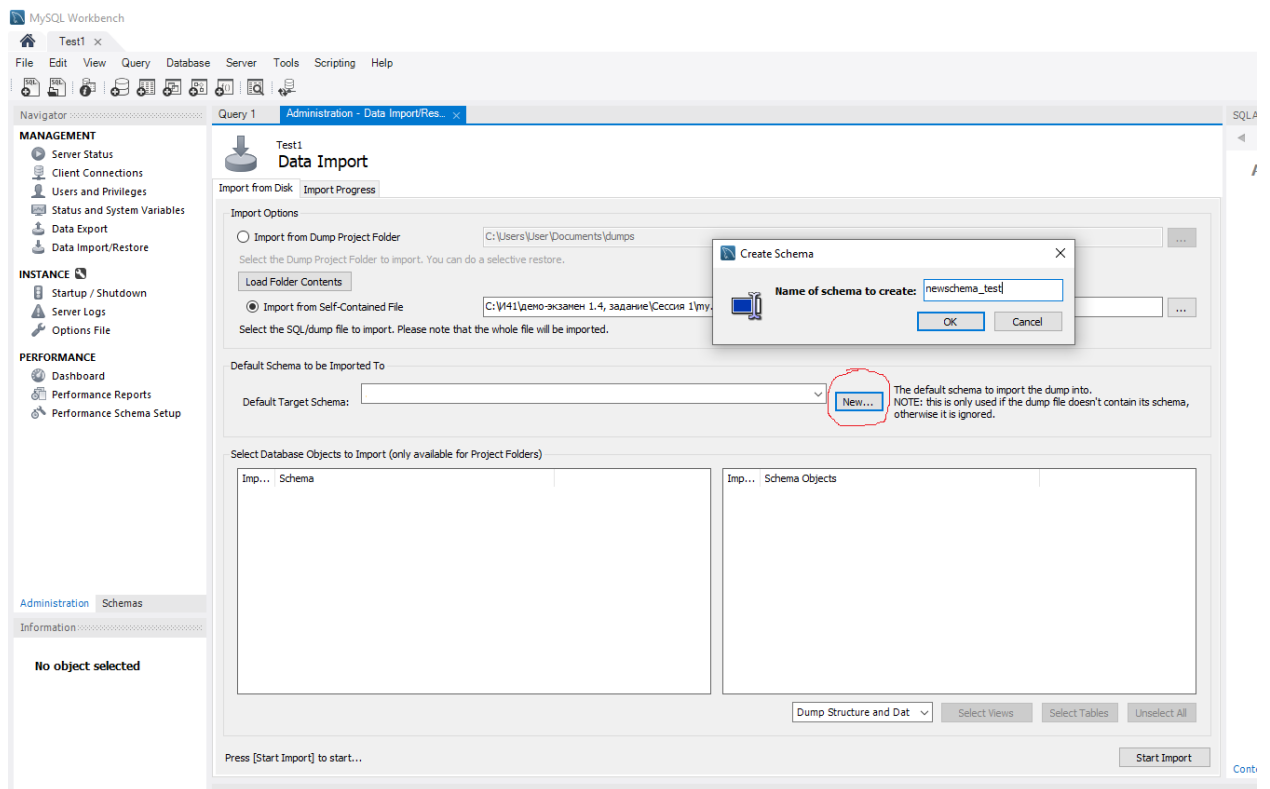 MySQL Workbench
Test1
File Edit View Query Database Server Tools Scripting Help
Navigator
MANAGEMENT
Server Status
Client Connections
Users and Privileges
Status and System Variables
Data Export
Data Import/Restore
INSTANCE
Startup / Shutdown
Server Logs
Options File
PERFORMANCE
Dashboard
Performance Reports
Performance Schema Setup
Administration Schemas
Information
No object selected
Query 1 Administration - Data Import/Res...
Test1
Data Import
Import from Disk Import Progress
Import Options
Import from Dump Project Folder C:\Users\User\Documents\dumps ...
Select the Dump Project Folder to import. You can do a selective restore.
Load Folder Contents
Import from Self-Contained File C:\И41\демо-экзамен 1.4, задание\Сессия 1\my. ...
Select the SQL/dump file to import. Please note that the whole file will be imported.
Create Schema
Name of schema to create: newschema_test
OK Cancel
Default Schema to be Imported To
Default Target Schema: New...
The default schema to import the dump into.
NOTE: this is only used if the dump file doesn't contain its schema,
otherwise it is ignored.
Select Database Objects to Import (only available for Project Folders)
Imp... Schema
Imp... Schema Objects
Dump Structure and Dat Select Views Select Tables Unselect All
Press [Start Import] to start...
Start Import
SQLA
Conte